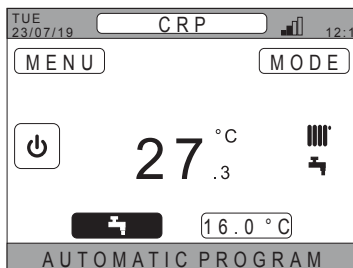 TUE
23/07/19 CRP
MENU MODE
27.3 °C
16.0 °C
AUTOMATIC PROGRAM